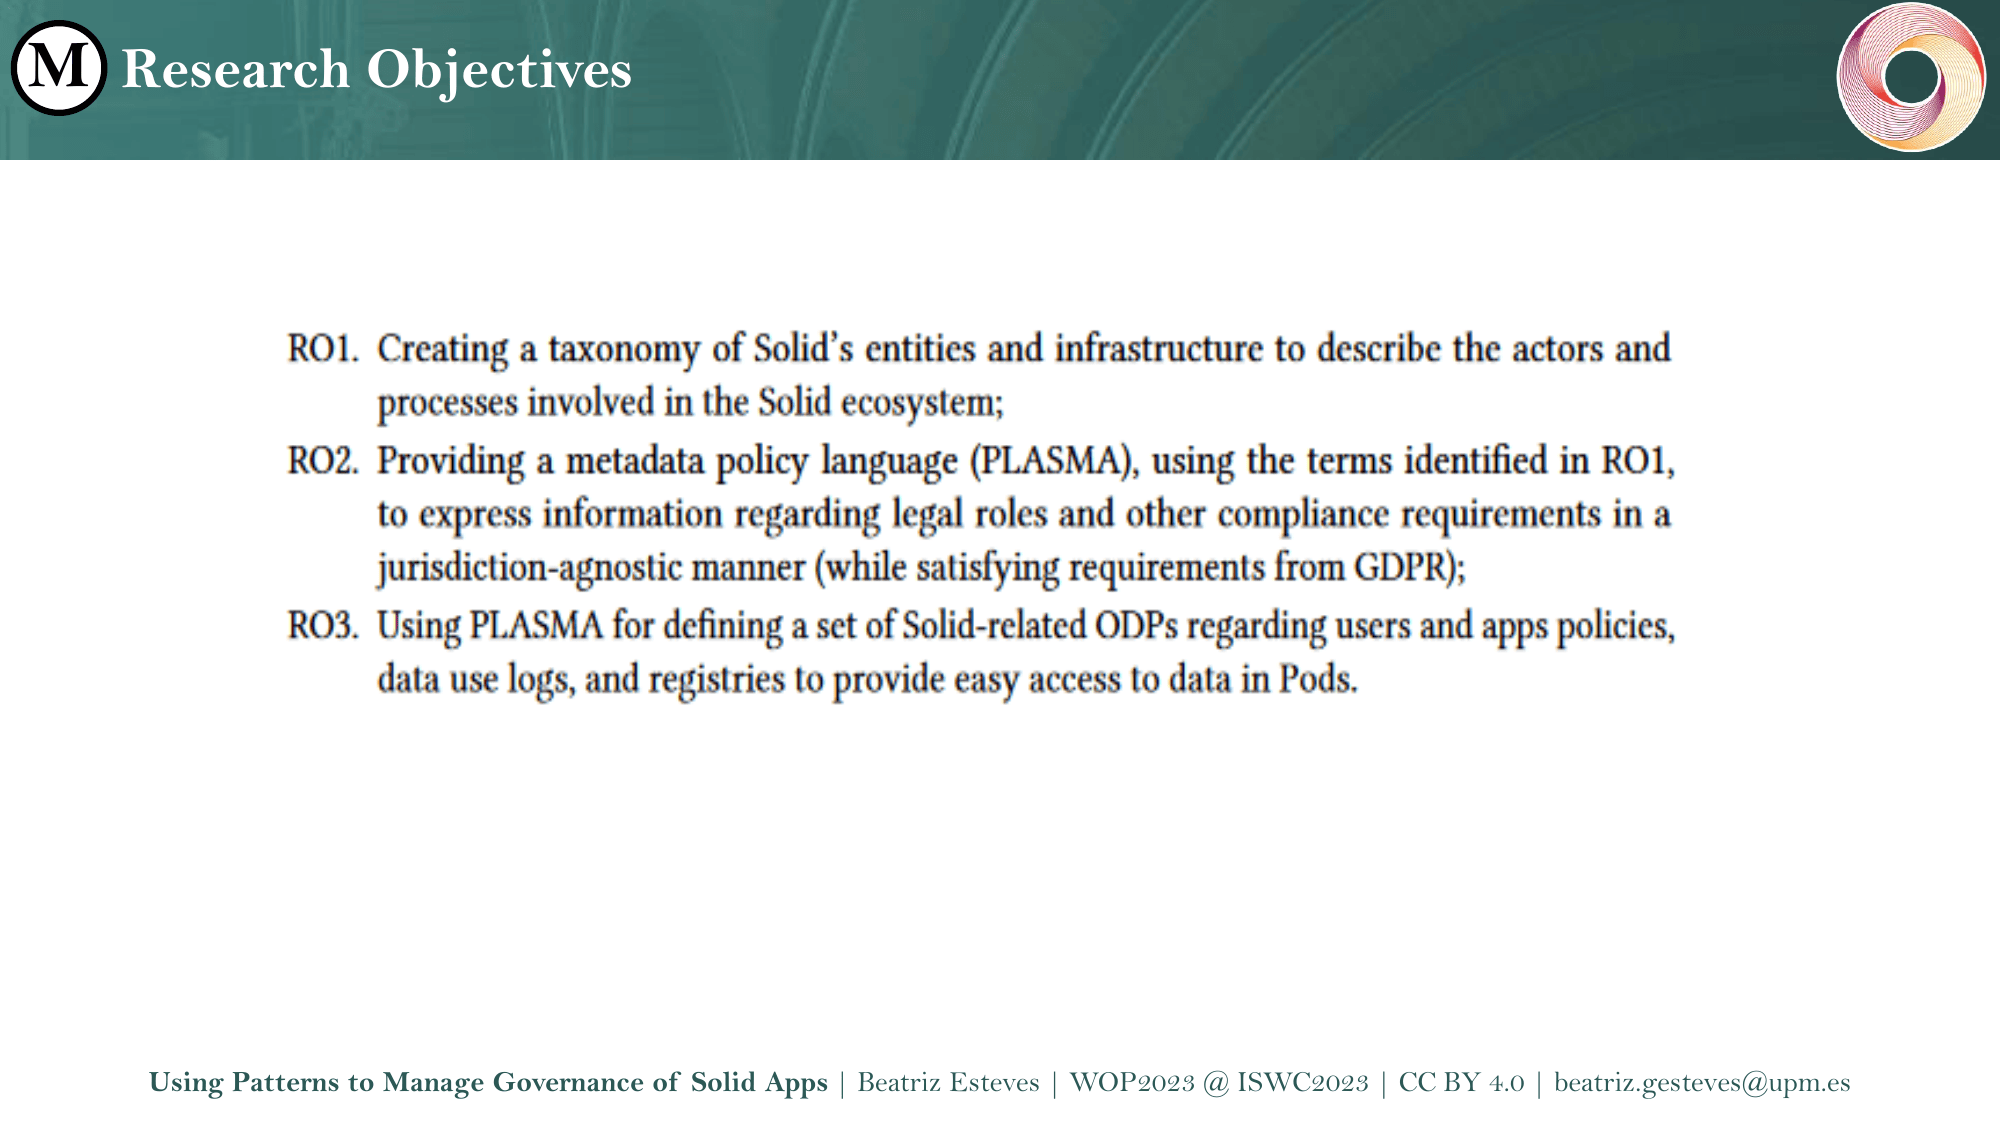 M Research Objectives
RO1. Creating a taxonomy of Solid's entities and infrastructure to describe the actors and
processes involved in the Solid ecosystem;
RO2. Providing a metadata policy language (PLASMA), using the terms identified in RO1,
to express information regarding legal roles and other compliance requirements in a
jurisdiction-agnostic manner (while satisfying requirements from GDPR);
RO3. Using PLASMA for defining a set of Solid-related ODPs regarding users and apps policies,
data use logs, and registries to provide easy access to data in Pods.
Using Patterns to Manage Governance of Solid Apps | Beatriz Esteves | WOP2023 @ ISWC2023 | CC BY 4.0 | beatriz.gesteves@upm.es